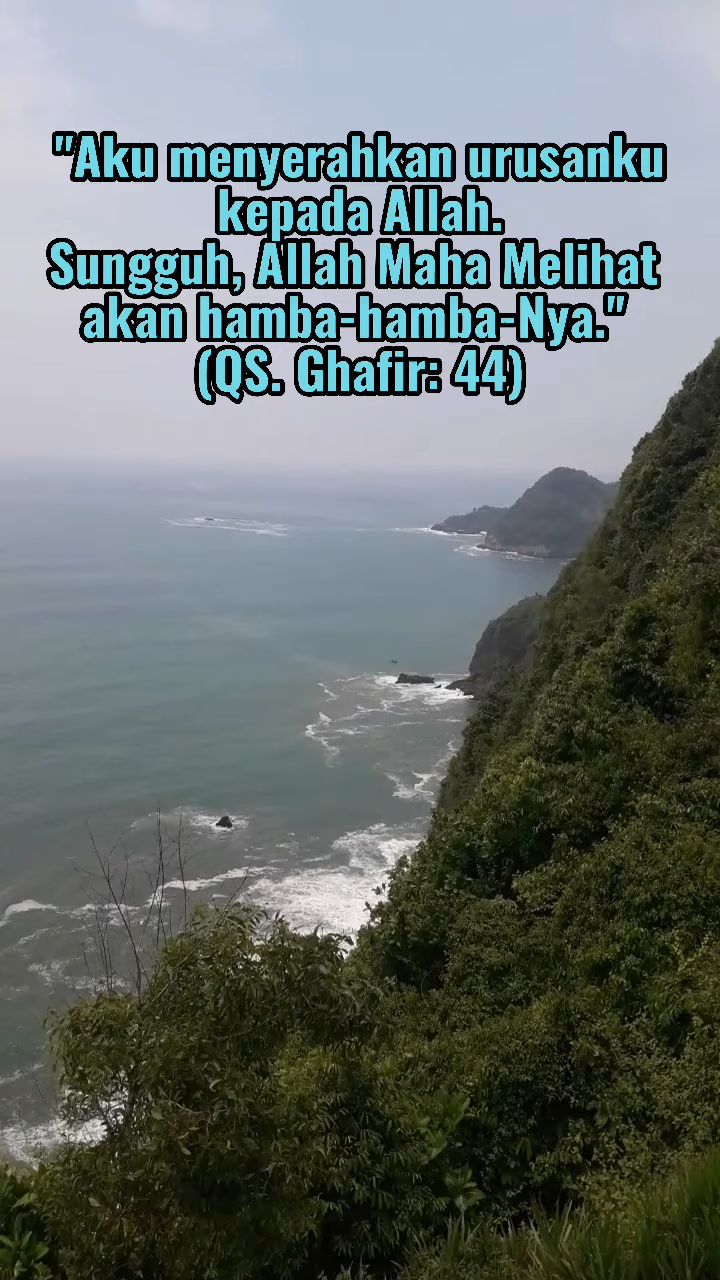 "Aku menyerahkan urusanku
kepada Allah.
Sungguh, Allah Maha Melihat
akan hamba-hamba-Nya."
(QS. Ghafir: 44)